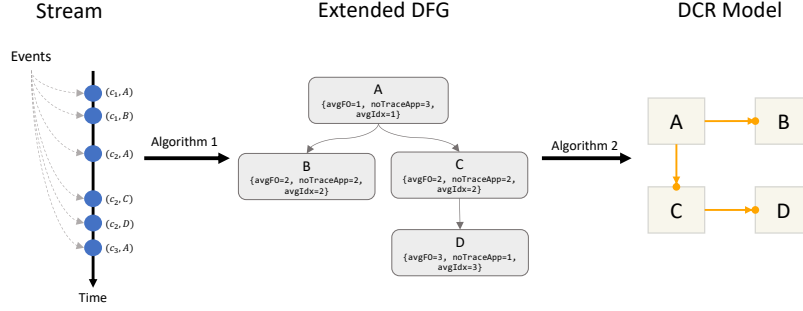 Stream
Extended DFG
DCR Model
Events
(c₁, A)
(c₁, B)
(c₂, A)
(c₂, C)
(c₂, D)
(c₃, A)
Time
Algorithm 1
A
{avgFO=1, noTraceApp=3,
avgIdx=1}
B
{avgFO=2, noTraceApp=2,
avgIdx=2}
C
{avgFO=2, noTraceApp=2,
avgIdx=2}
D
{avgFO=3, noTraceApp=1,
avgIdx=3}
Algorithm 2
A
B
C
D